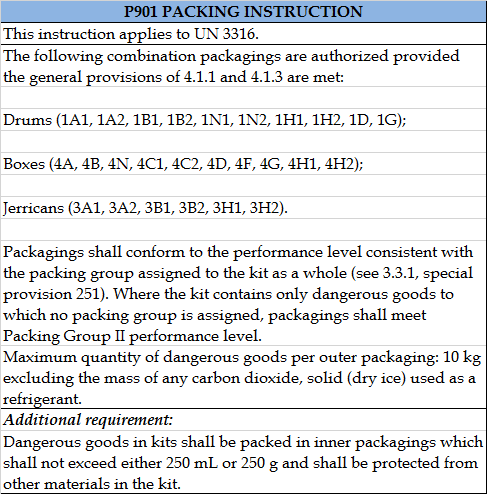 P901 PACKING INSTRUCTION
This instruction applies to UN 3316.
The following combination packagings are authorized provided
the general provisions of 4.1.1 and 4.1.3 are met:
Drums (1A1, 1A2, 1B1, 1B2, 1N1, 1N2, 1H1, 1H2, 1D, 1G);
Boxes (4A, 4B, 4N, 4C1, 4C2, 4D, 4F, 4G, 4H1, 4H2);
Jerricans (3A1, 3A2, 3B1, 3B2, 3H1, 3H2).
Packagings shall conform to the performance level consistent with
the packing group assigned to the kit as a whole (see 3.3.1, special
provision 251). Where the kit contains only dangerous goods to
which no packing group is assigned, packagings shall meet
Packing Group II performance level.
Maximum quantity of dangerous goods per outer packaging: 10 kg
excluding the mass of any carbon dioxide, solid (dry ice) used as a
refrigerant.
Additional requirement:
Dangerous goods in kits shall be packed in inner packagings which
shall not exceed either 250 mL or 250 g and shall be protected from
other materials in the kit.